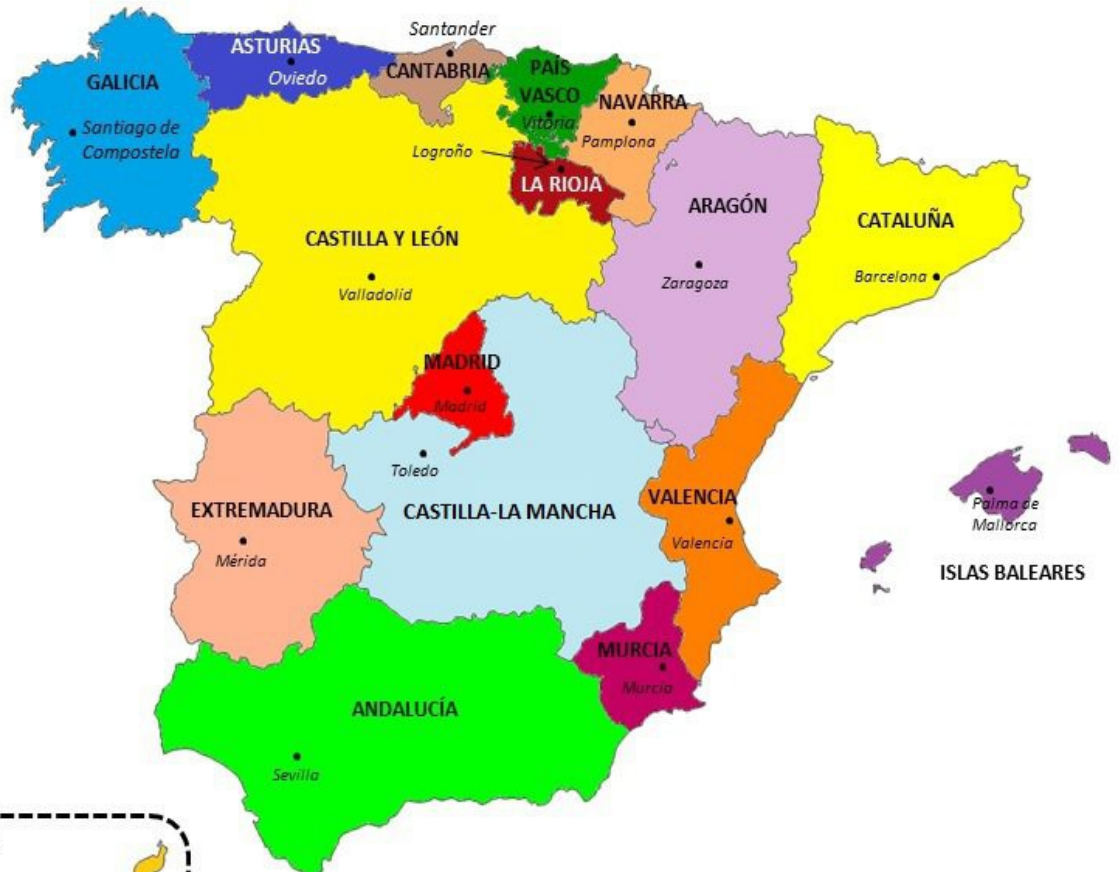 Santander
ASTURIAS
Oviedo
CANTABRIA
PAÍS
VASCO
Vitoria
GALICIA
Santiago de
Compostela
NAVARRA
Pamplona
Logroño
LA RIOJA
ARAGÓN
Zaragoza
CATALUÑA
Barcelona
CASTILLA Y LEÓN
Valladolid
MADRID
Madrid
Toledo
CASTILLA-LA MANCHA
EXTREMADURA
Mérida
VALENCIA
Valencia
Palma de
Mallorca
ISLAS BALEARES
MURCIA
Murcia
ANDALUCÍA
Sevilla